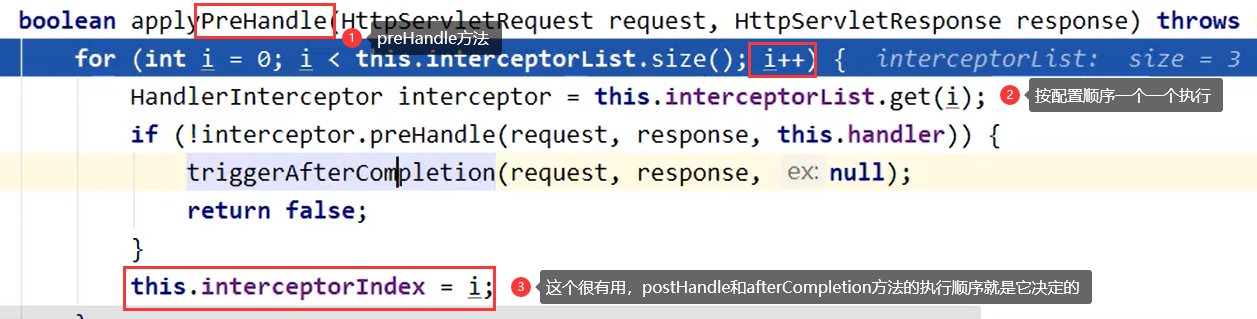 boolean applyPreHandle(HttpServletRequest request, HttpServletResponse response) throws
1 preHandle方法
for (int i = 0; i < this.interceptorList.size(); i++) { interceptorList: size = 3
HandlerInterceptor interceptor = this.interceptorList.get(i); 2 按配置顺序一个一个执行
if (!interceptor.preHandle(request, response, this.handler)) {
triggerAfterCompletion(request, response, ex: null);
return false;
}
this.interceptorIndex = i; 3 这个很有用，postHandle和afterCompletion方法的执行顺序就是它决定的
}